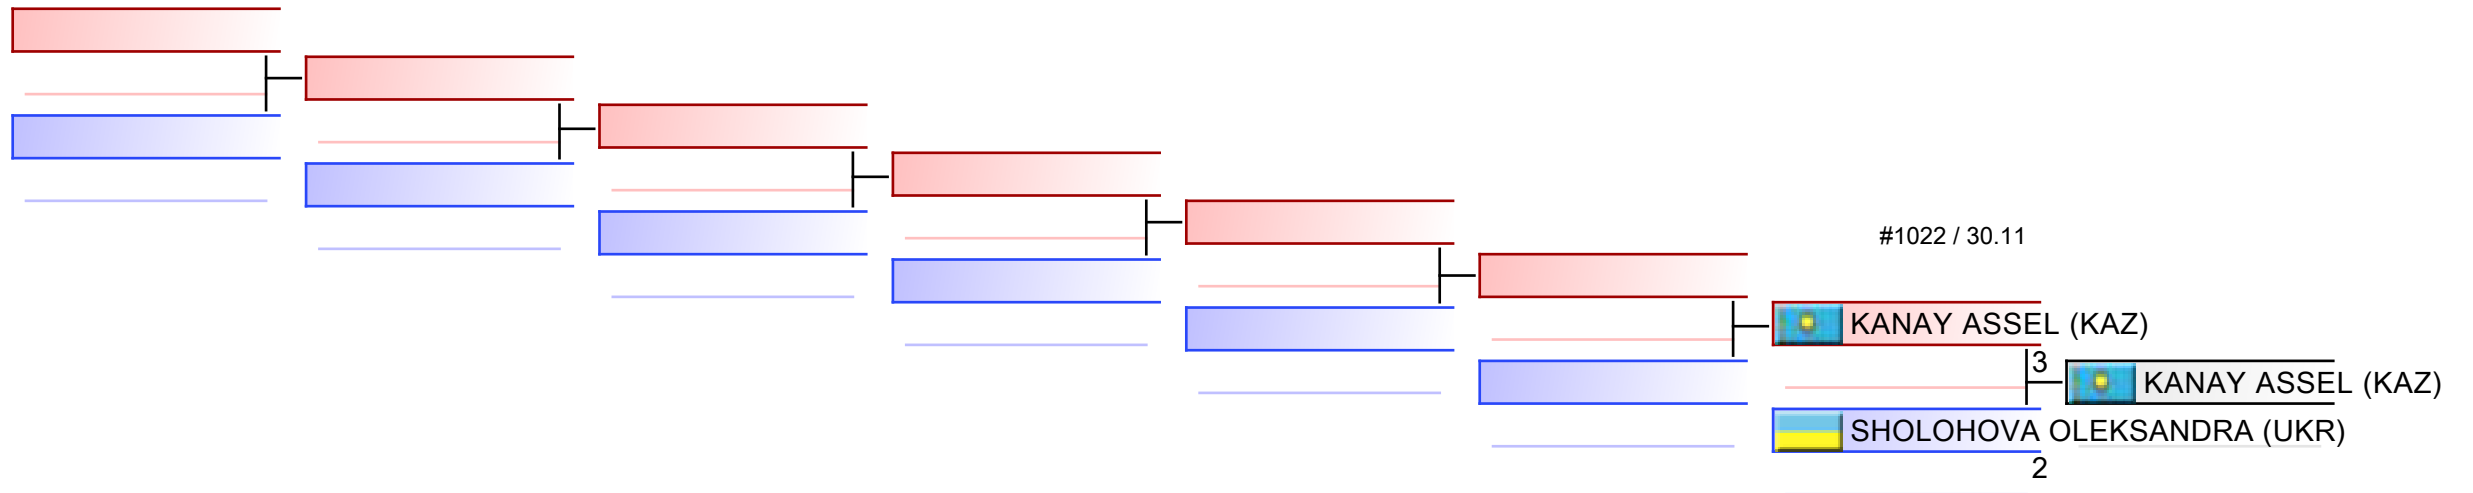 #1022 / 30.11
KANAY ASSEL (KAZ)
3
KANAY ASSEL (KAZ)
SHOLOHOVA OLEKSANDRA (UKR)
2